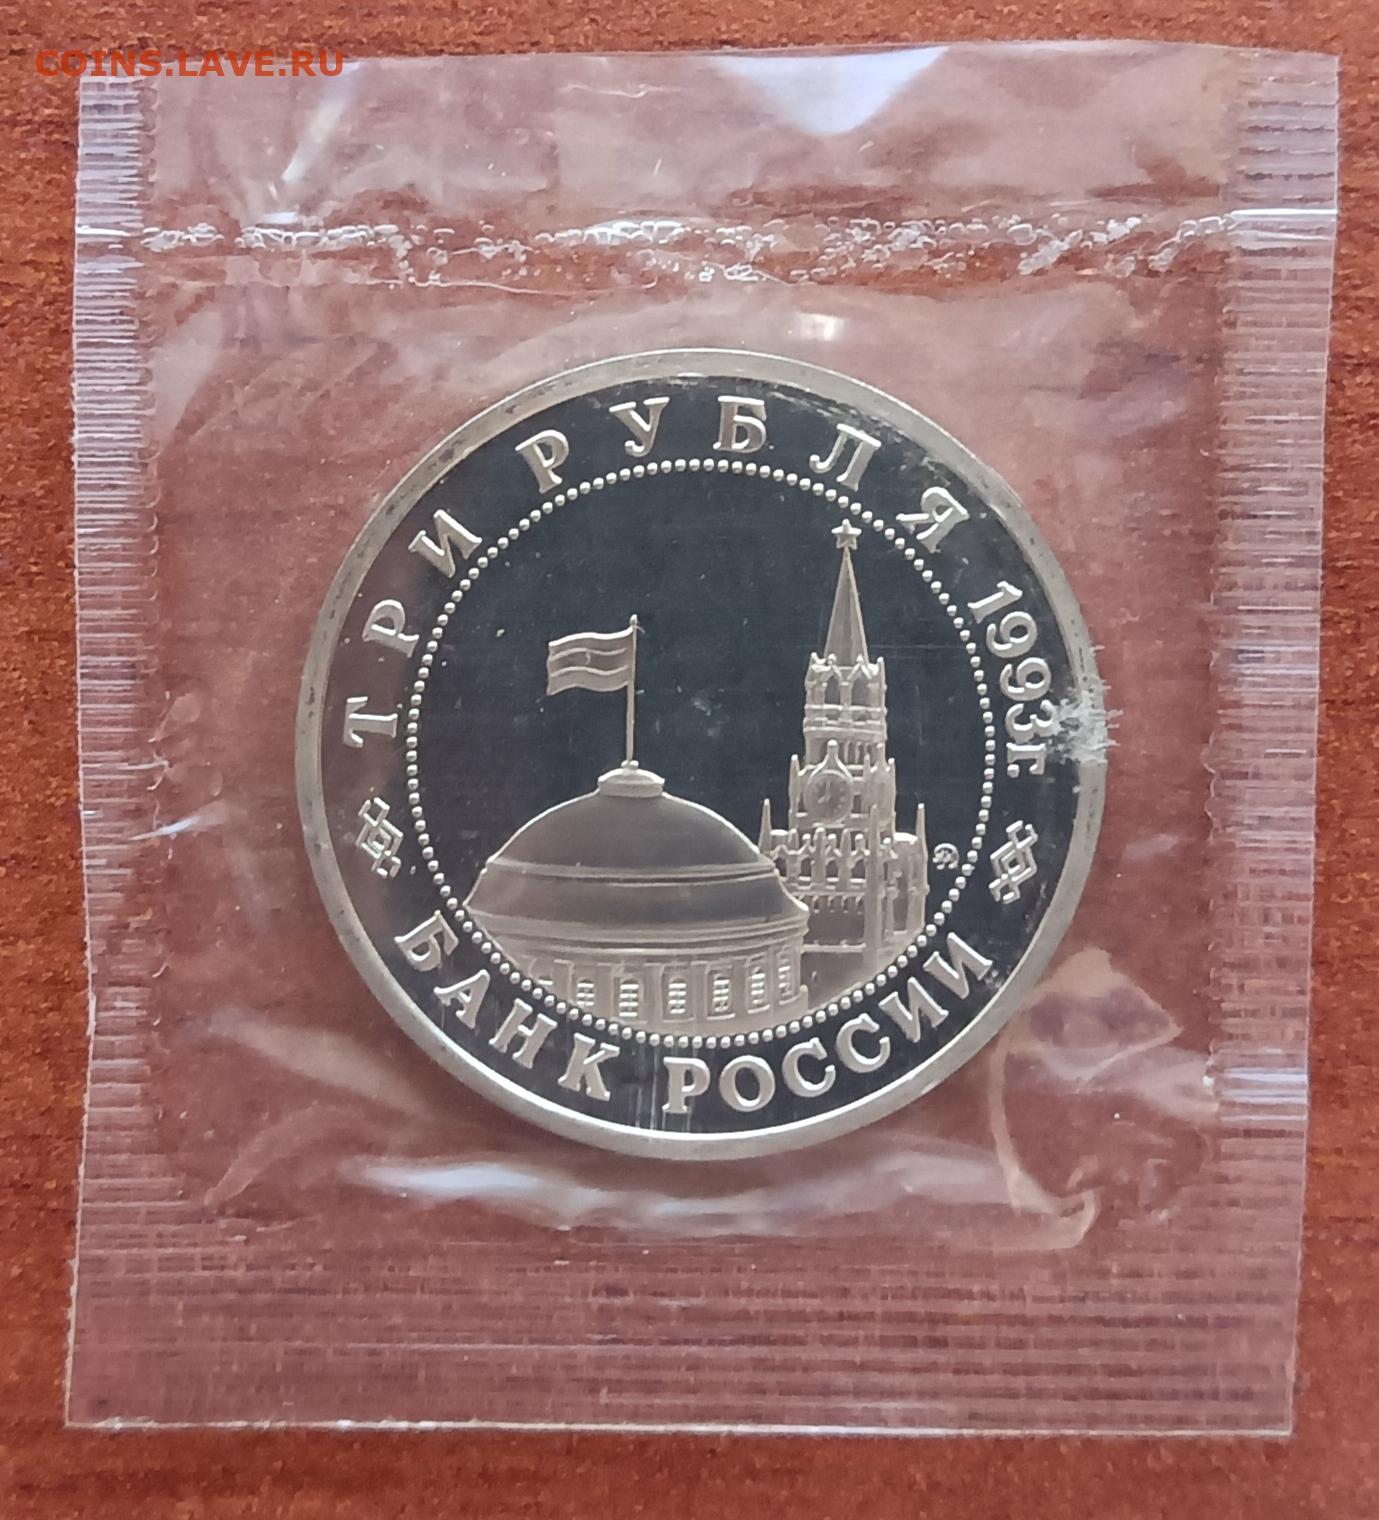 COINS.LAVE.RU
ТРИ РУБЛЯ 1993г.
БАНК РОССИИ